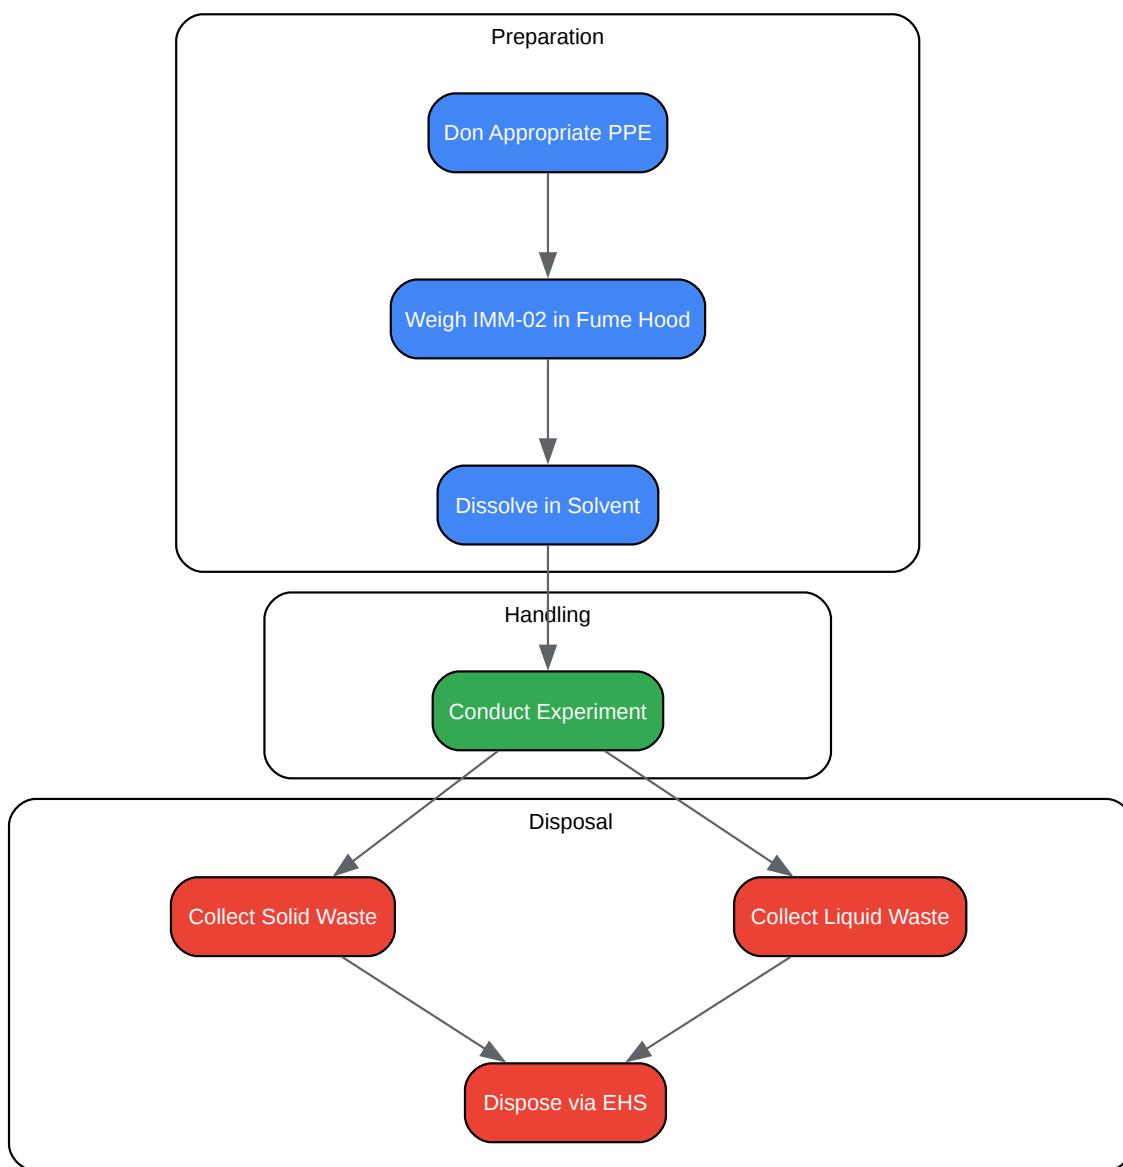 Preparation
Don Appropriate PPE
Weigh IMM-02 in Fume Hood
Dissolve in Solvent
Handling
Conduct Experiment
Disposal
Collect Solid Waste
Collect Liquid Waste
Dispose via EHS